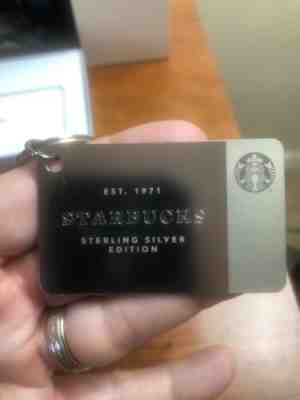 EST. 1971
STARBUCKS
STERLING SILVER
EDITION